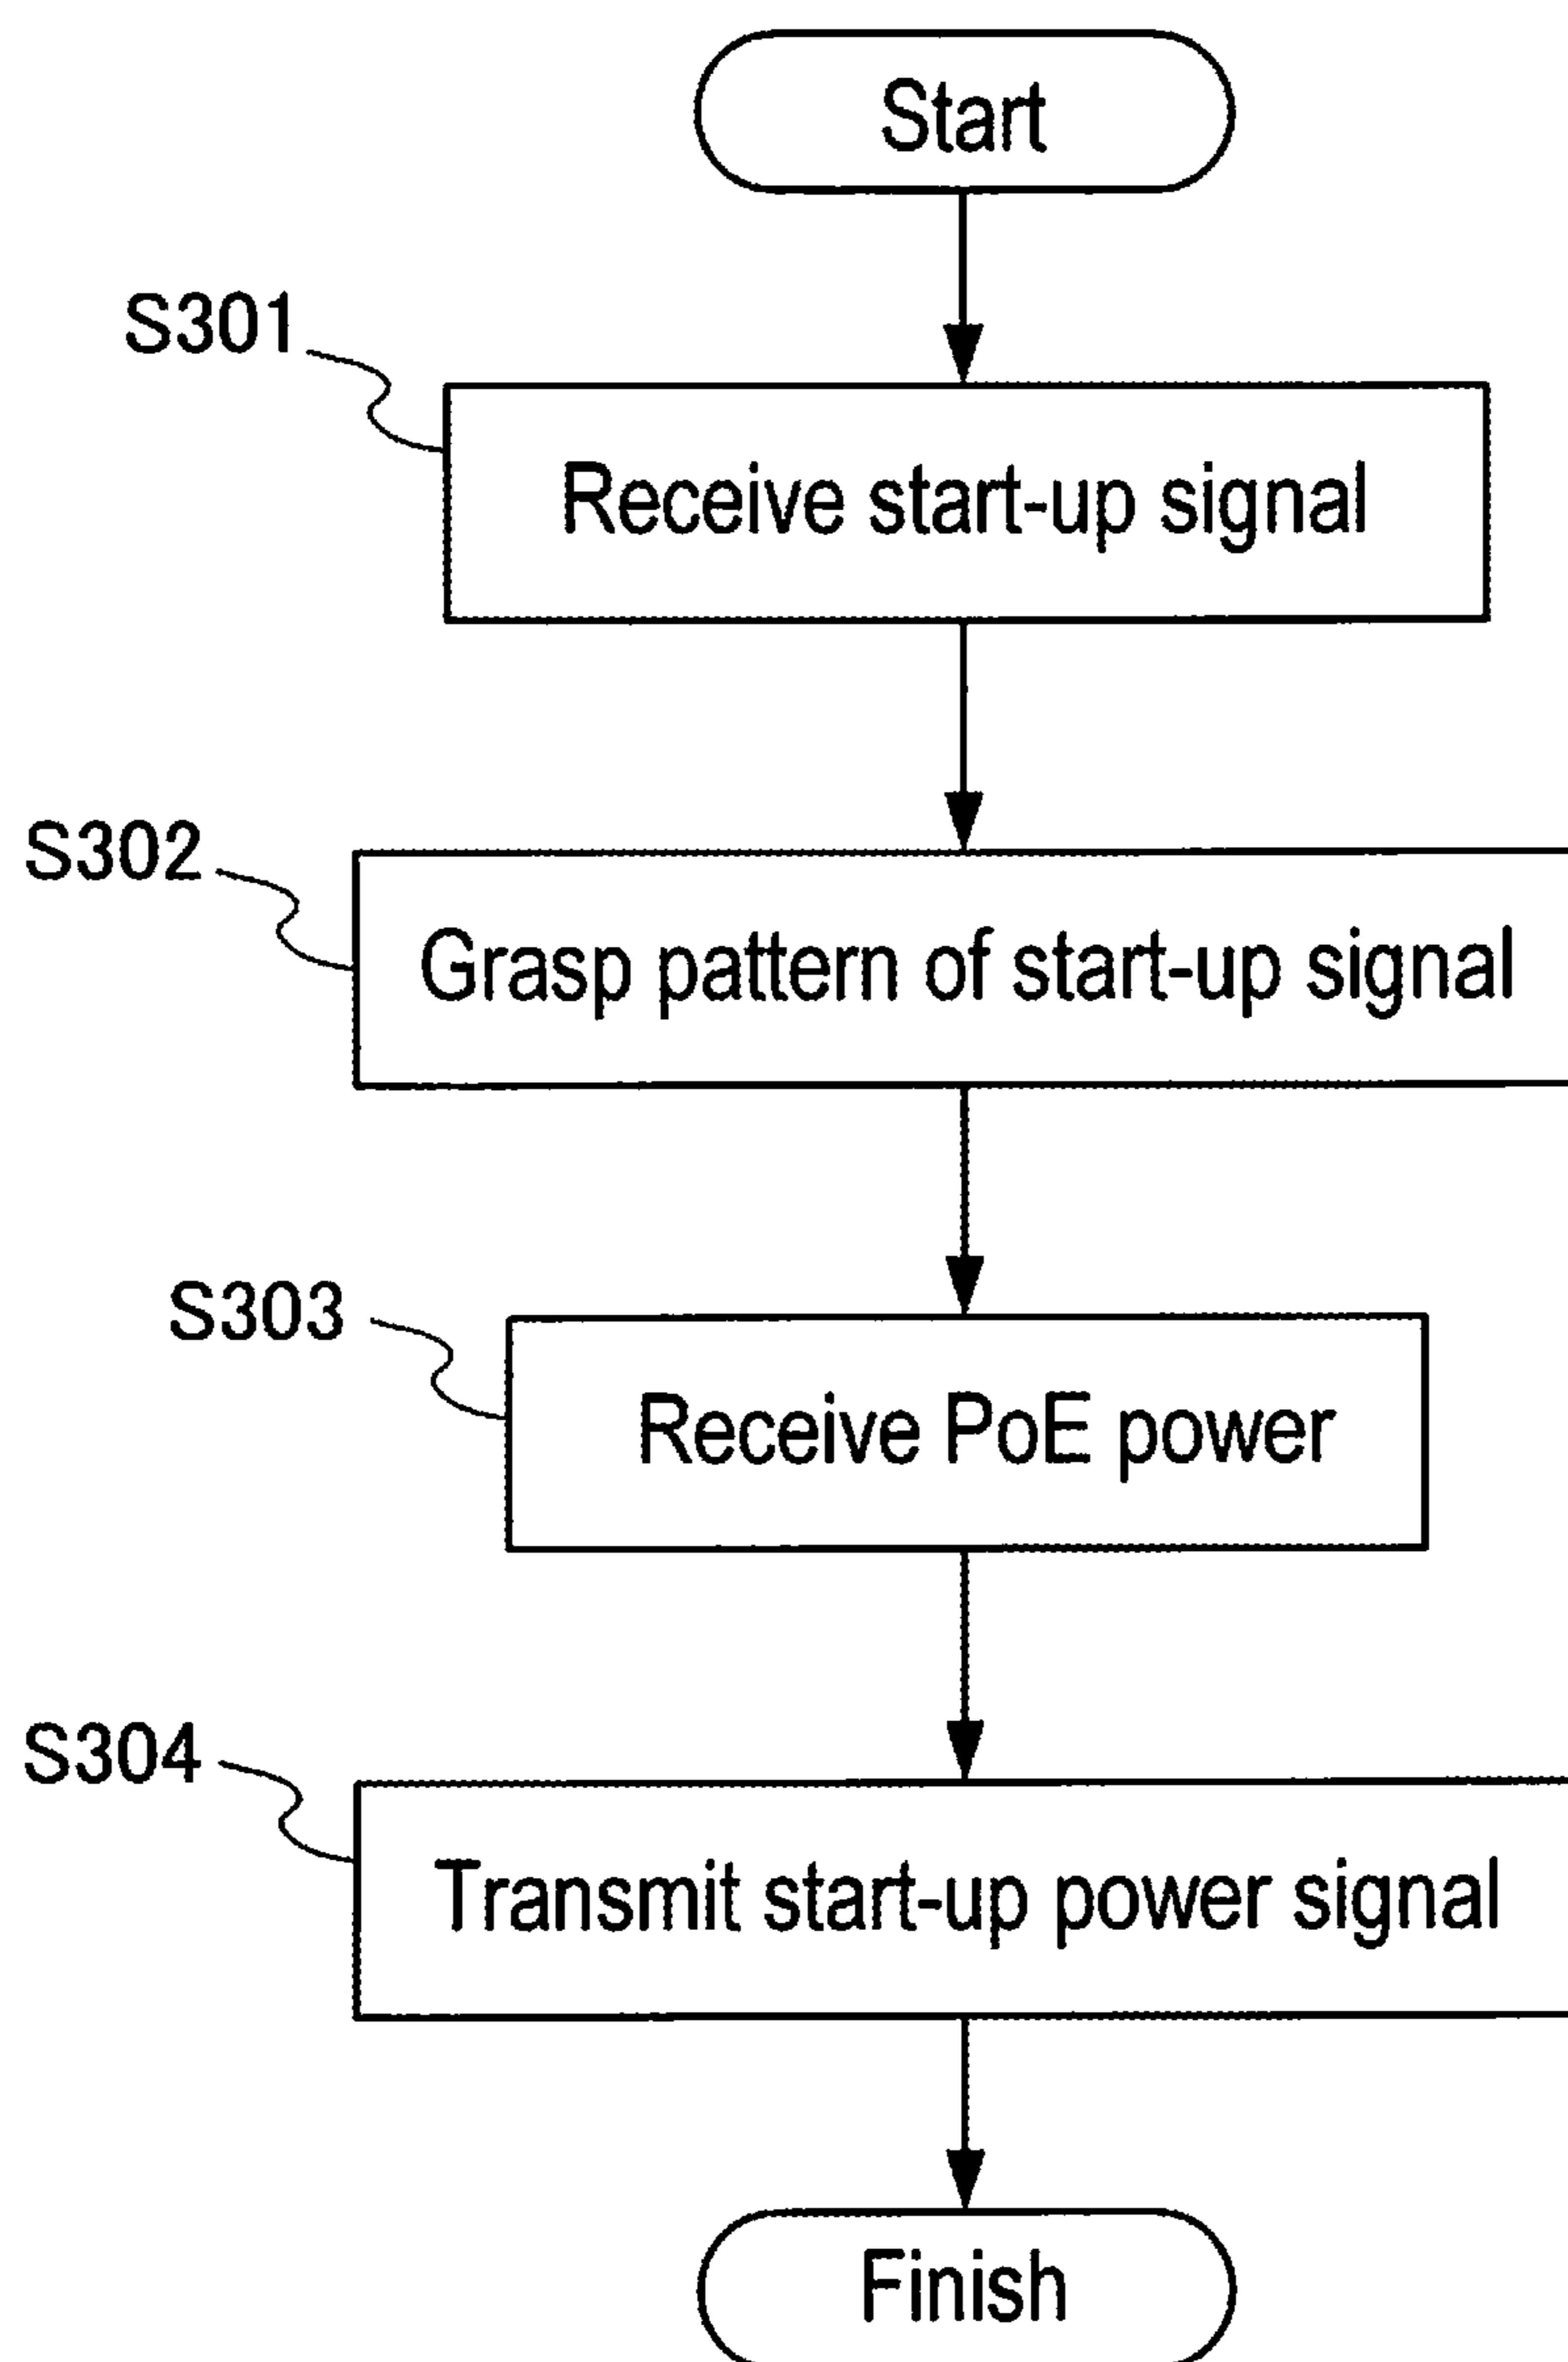 Start
S301
Receive start-up signal
S302
Grasp pattern of start-up signal
S303
Receive PoE power
S304
Transmit start-up power signal
Finish